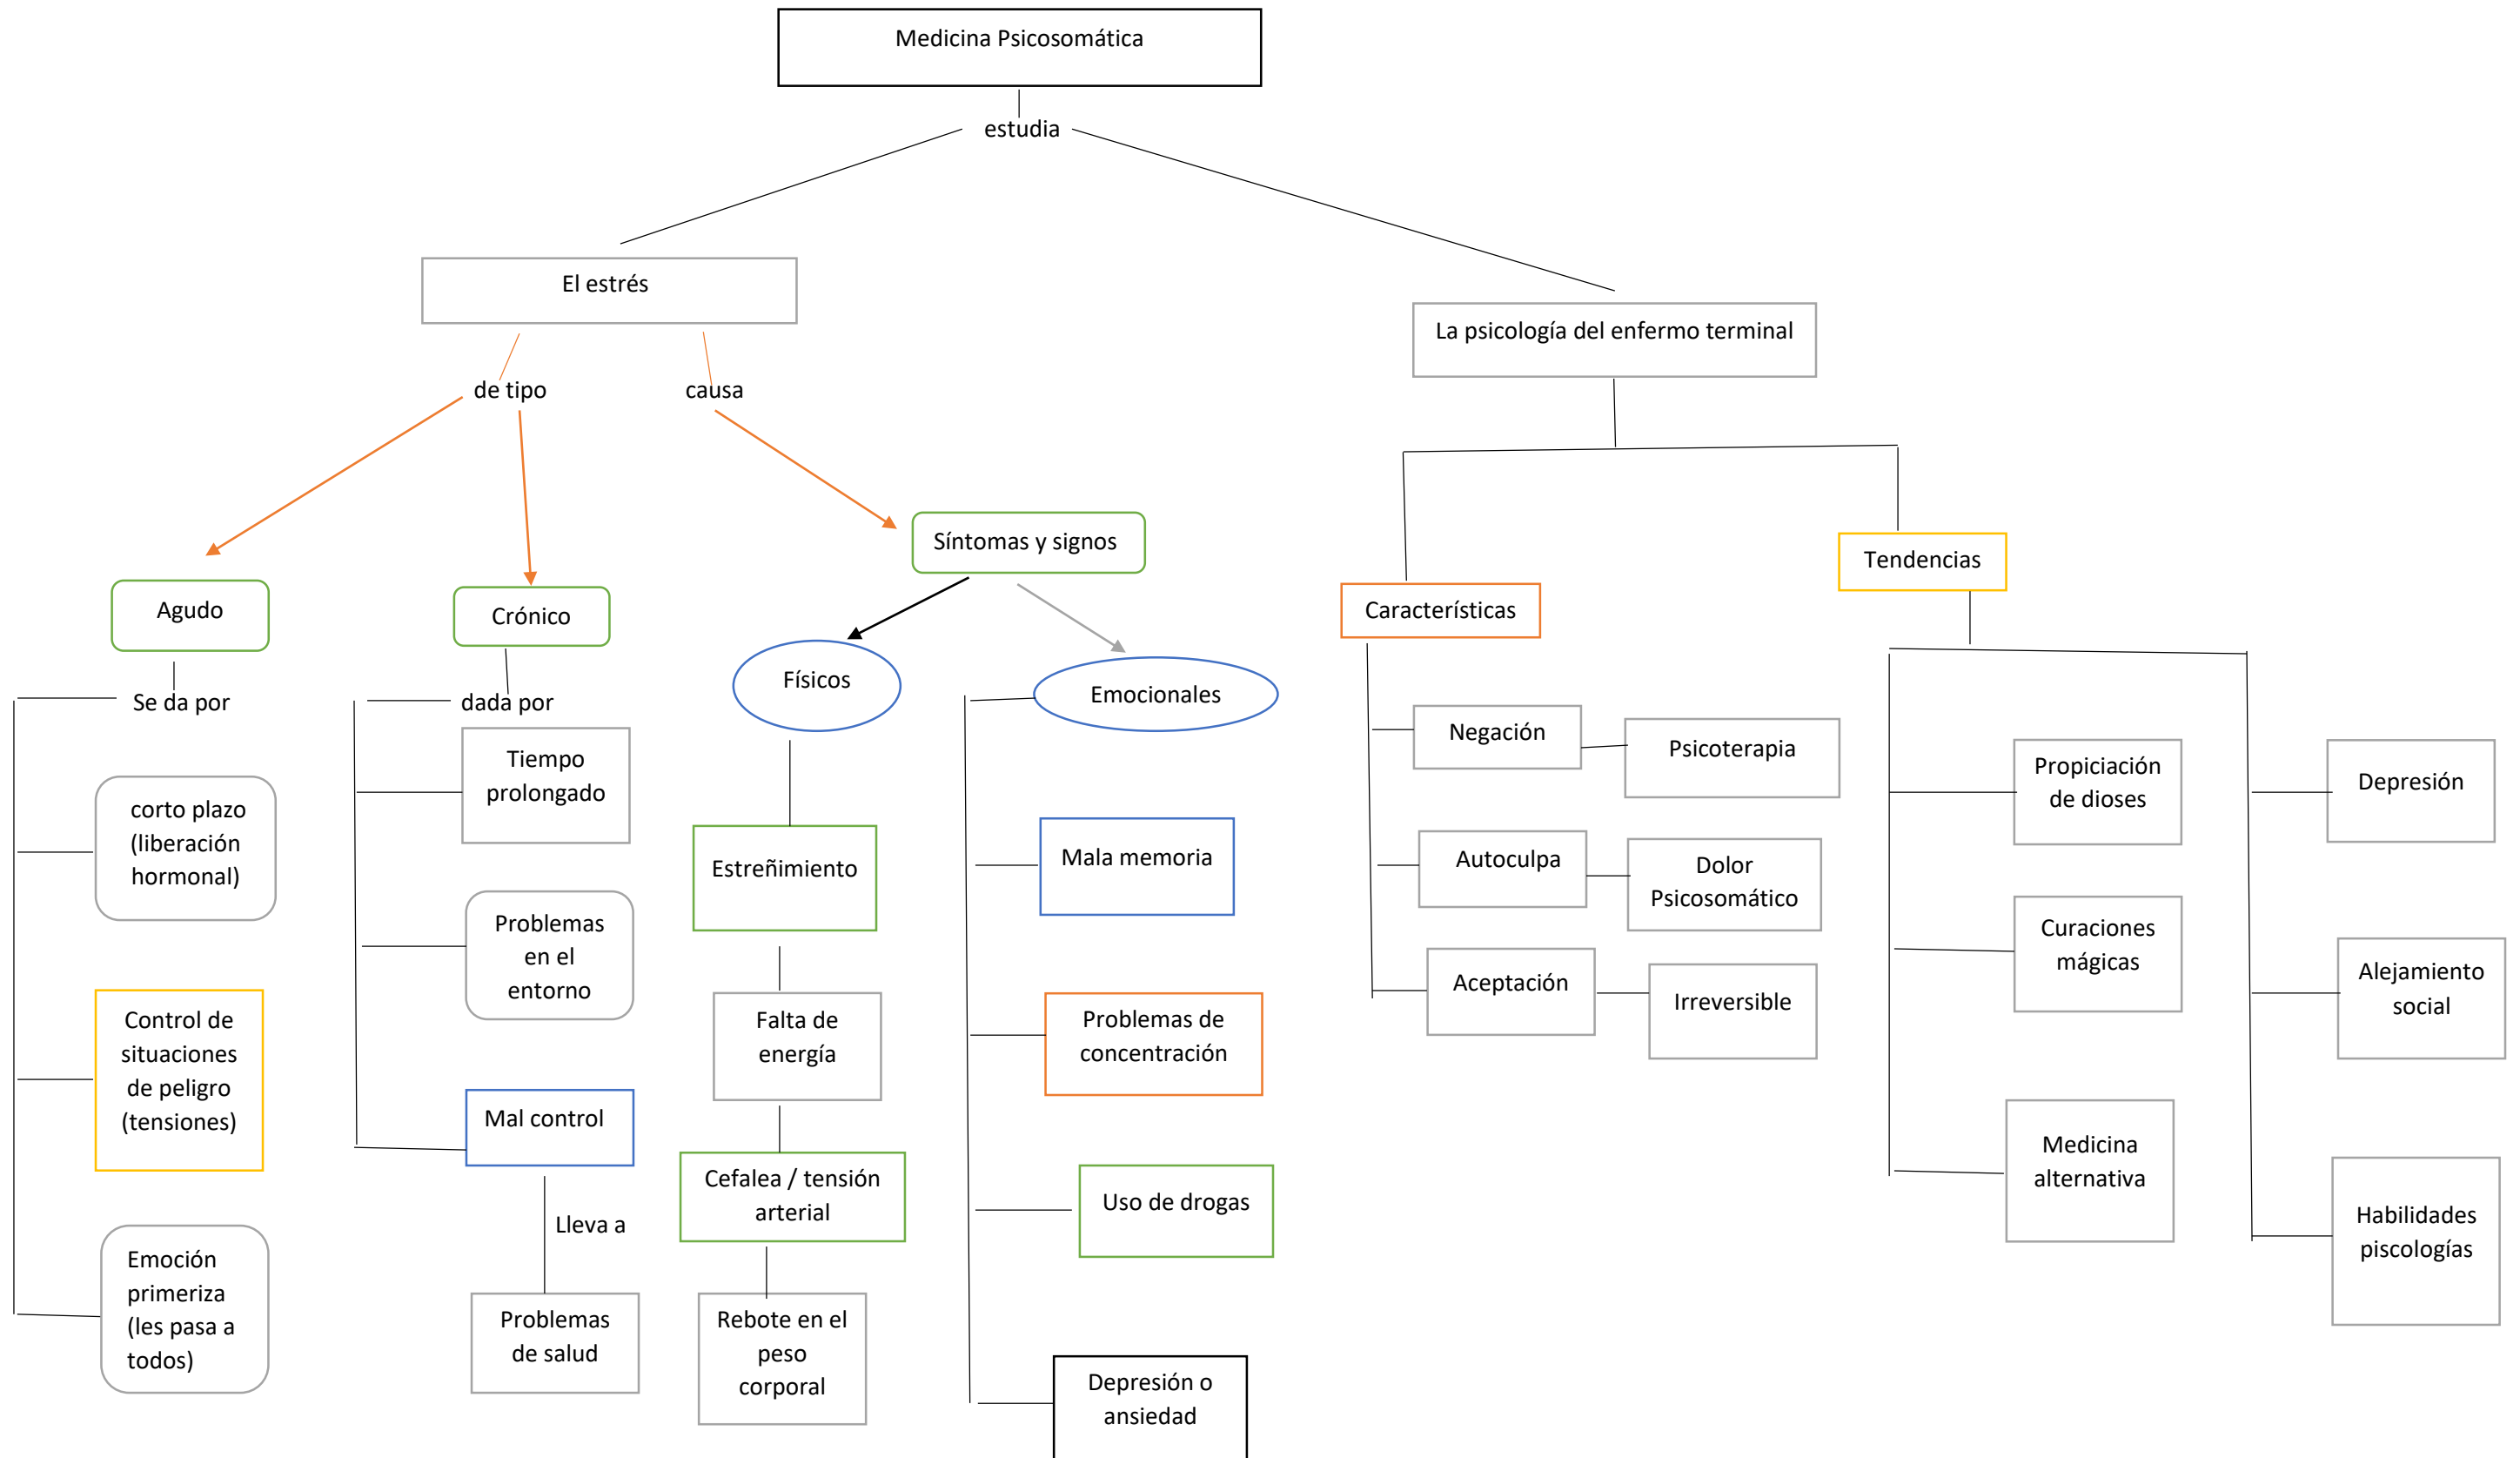 Medicina Psicosomática
estudia
El estrés
La psicología del enfermo terminal
de tipo
causa
Síntomas y signos
Tendencias
Agudo
Crónico
Características
Se da por
dada por
Físicos
Emocionales
corto plazo
(liberación
hormonal)
Control de
situaciones
de peligro
(tensiones)
Emoción
primeriza
(les pasa a
todos)
Tiempo
prolongado
Problemas
en el
entorno
Mal control
Lleva a
Problemas
de salud
Estreñimiento
Falta de
energía
Cefalea / tensión
arterial
Rebote en el
peso
corporal
Mala memoria
Problemas de
concentración
Uso de drogas
Depresión o
ansiedad
Negación
Psicoterapia
Autoculpa
Dolor
Psicosomático
Aceptación
Irreversible
Propiciación
de dioses
Curaciones
mágicas
Medicina
alternativa
Depresión
Alejamiento
social
Habilidades
piscologías